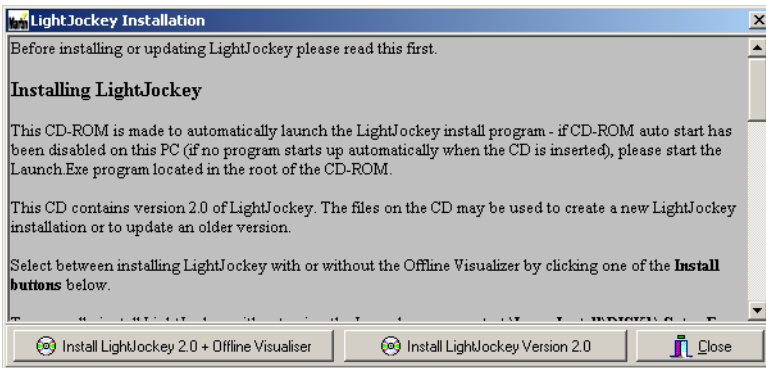 Martin LightJockey Installation
Before installing or updating LightJockey please read this first.
Installing LightJockey
This CD-ROM is made to automatically launch the LightJockey install program - if CD-ROM auto start has
been disabled on this PC (if no program starts up automatically when the CD is inserted), please start the
Launch.Exe program located in the root of the CD-ROM.
This CD contains version 2.0 of LightJockey. The files on the CD may be used to create a new LightJockey
installation or to update an older version.
Select between installing LightJockey with or without the Offline Visualizer by clicking one of the Install
buttons below.
Install LightJockey 2.0 + Offline Visualiser
Install LightJockey Version 2.0
Close